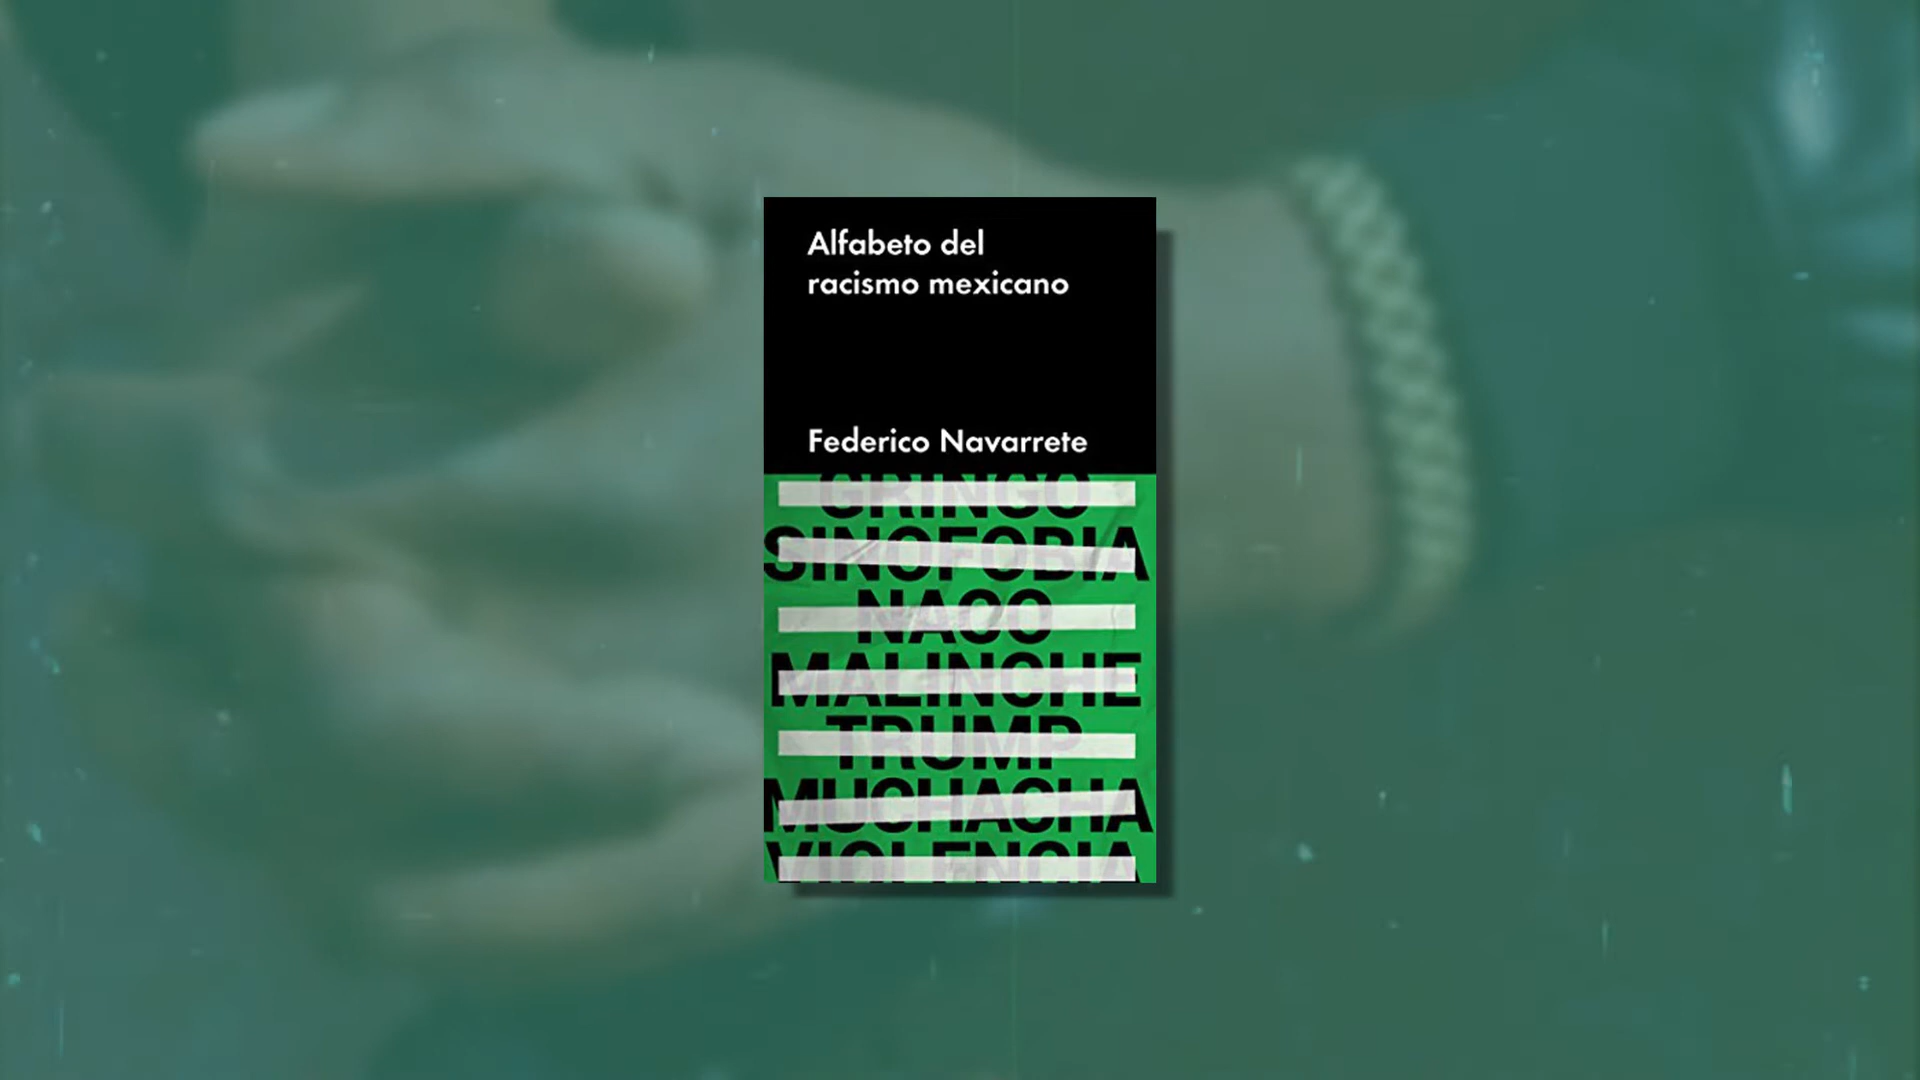 Alfabeto del
racismo mexicano
Federico Navarrete
GRINGO
SINOFOBIA
NACO
MALINCHE
TRUMP
MUCHACHA
VIOLENCIA